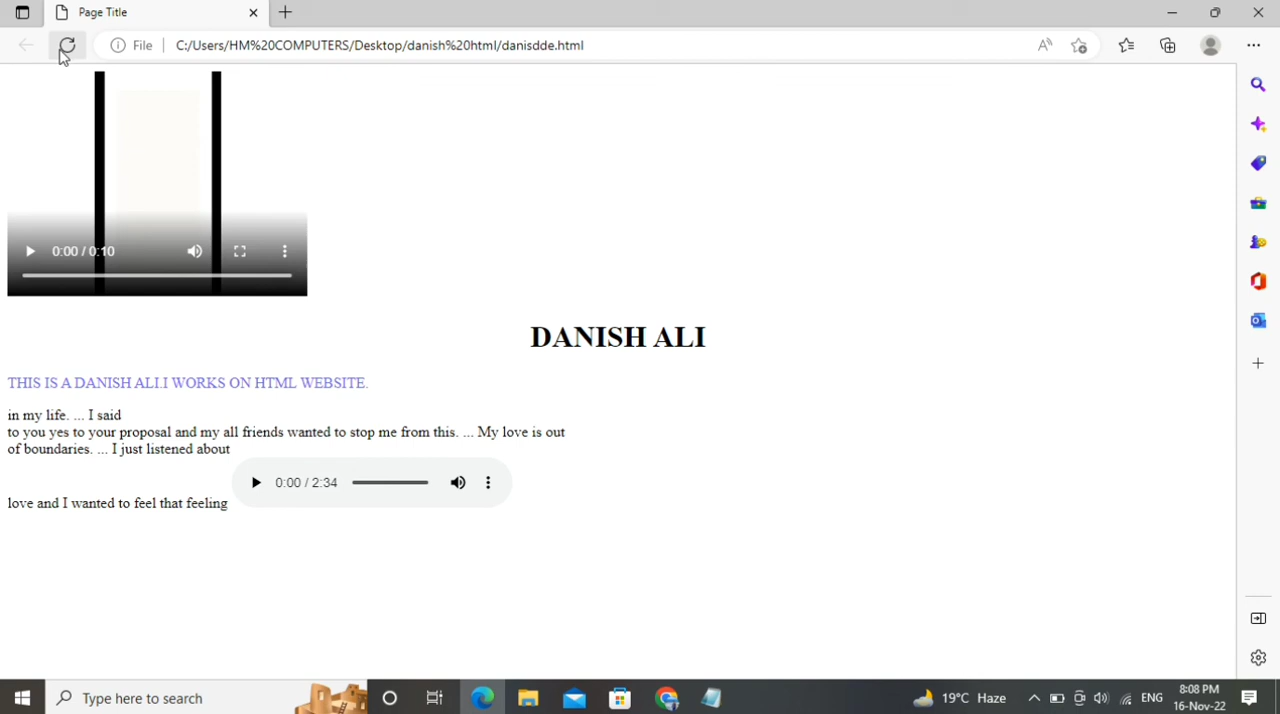 Page Title
File
C:/Users/HM%20COMPUTERS/Desktop/danish%20html/danisdde.html
0:00 / 0:10
DANISH ALI
THIS IS A DANISH ALI.I WORKS ON HTML WEBSITE.
in my life. ... I said
to you yes to your proposal and my all friends wanted to stop me from this. ... My love is out
of boundaries. ... I just listened about
0:00 / 2:34
love and I wanted to feel that feeling
Type here to search
19°C Haze
ENG
8:08 PM
16-Nov-22